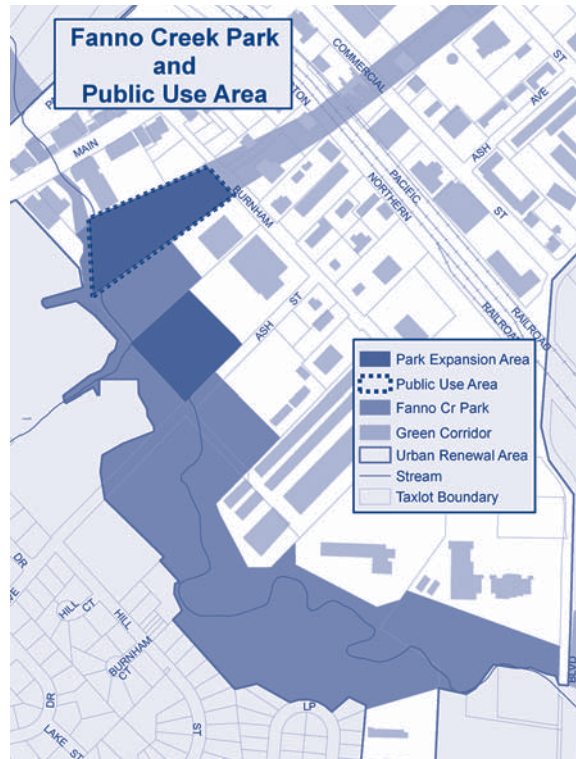 Fanno Creek Park
and
Public Use Area
COMMERCIAL
ST
AVE
ASH
MAIN
PACIFIC
NORTHERN
ST
BURNHAM
RAILROAD
RAILROAD
ASH
ST
Park Expansion Area
Public Use Area
Fanno Cr Park
Green Corridor
Urban Renewal Area
Stream
Taxlot Boundary
DR
HILL
CT
HILL
BURNHAM
CT
ST
DR
LAKE ST
LP
BLVD